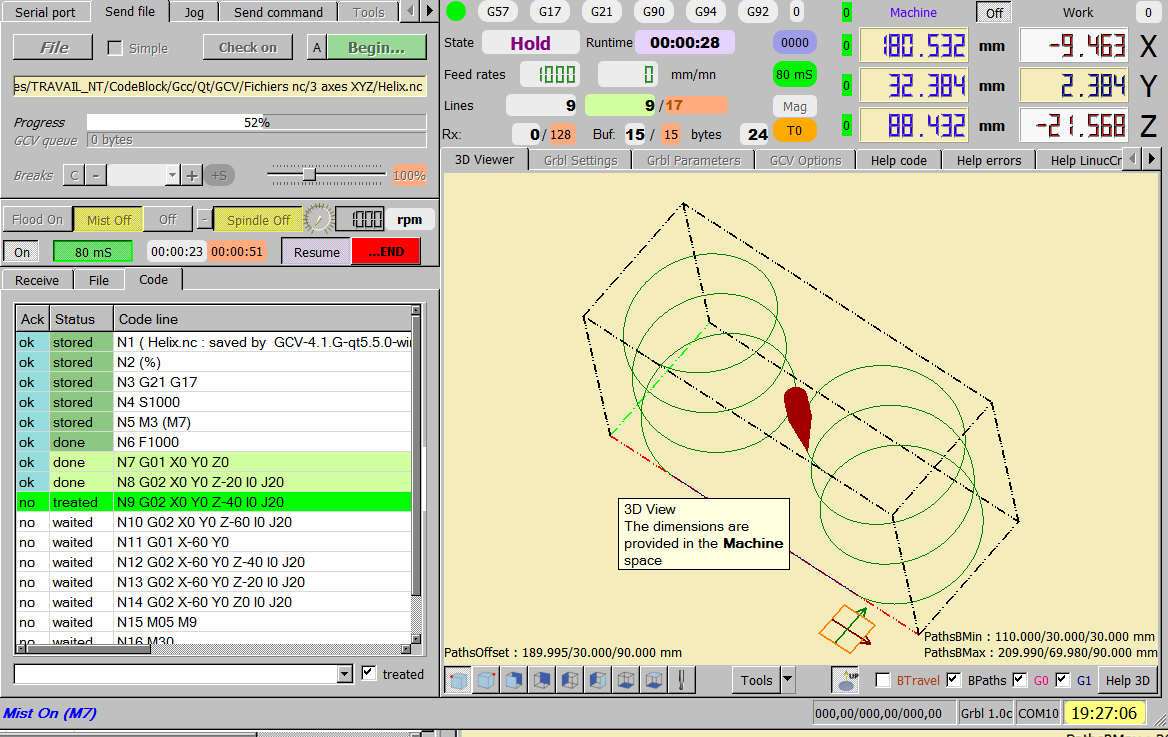 Serial port Send file Jog Send command Tools
File Simple Check on A Begin...
es/TRAVAIL_NT/CodeBlock/Gcc/Qt/GCV/Fichiers nc/3 axes XYZ/Helix.nc
Progress 52%
GCV queue 0 bytes
Breaks C - + +S 100%
Flood On Mist Off Off - Spindle Off 1000 rpm
On 80 mS 00:00:23 00:00:51 Resume ...END
Receive File Code
Ack Status Code line
ok stored N1 ( Helix.nc : saved by GCV-4.1.G-qt5.5.0-wi
ok stored N2 (%)
ok stored N3 G21 G17
ok stored N4 S1000
ok stored N5 M3 (M7)
ok done N6 F1000
ok done N7 G01 X0 Y0 Z0
ok done N8 G02 X0 Y0 Z-20 I0 J20
no treated N9 G02 X0 Y0 Z-40 I0 J20
no waited N10 G02 X0 Y0 Z-60 I0 J20
no waited N11 G01 X-60 Y0
no waited N12 G02 X-60 Y0 Z-40 I0 J20
no waited N13 G02 X-60 Y0 Z-20 I0 J20
no waited N14 G02 X-60 Y0 Z0 I0 J20
no waited N15 M05 M9
no waited N16 M30
treated
Mist On (M7)
G57 G17 G21 G90 G94 G92 0
State Hold Runtime 00:00:28 0000
Feed rates 1000 0 mm/mn 80 mS
Lines 9 9 /17 Mag
Rx: 0/ 128 Buf: 15 / 15 bytes 24 T0
0 Machine Off Work 0
0 180.532 mm -9.463 X
0 32.384 mm 2.384 Y
0 88.432 mm -21.568 Z
3D Viewer Grbl Settings Grbl Parameters GCV Options Help code Help errors Help LinucCr
3D View
The dimensions are
provided in the Machine
space
PathsBMin : 110.000/30.000/30.000 mm
PathsOffset : 189.995/30.000/90.000 mm PathsBMax : 209.990/69.980/90.000 mm
Tools UP BTravel BPaths G0 G1 Help 3D
000,00/000,00/000,00 Grbl 1.0c COM10 19:27:06